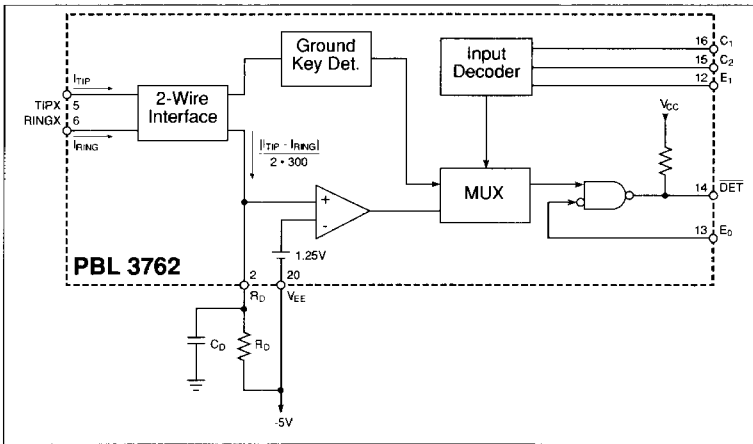 Ground
Key Det.
Input
Decoder
16 C1
15 C2
12 E1
ITIP
TIPX 5
RINGX 6
IRING
2-Wire
Interface
VCC
|ITIP - IRING|
2 • 300
MUX
+
-
14 DET
13 E0
1.25V
PBL 3762
2
RD
20
VEE
CD
RD
-5V